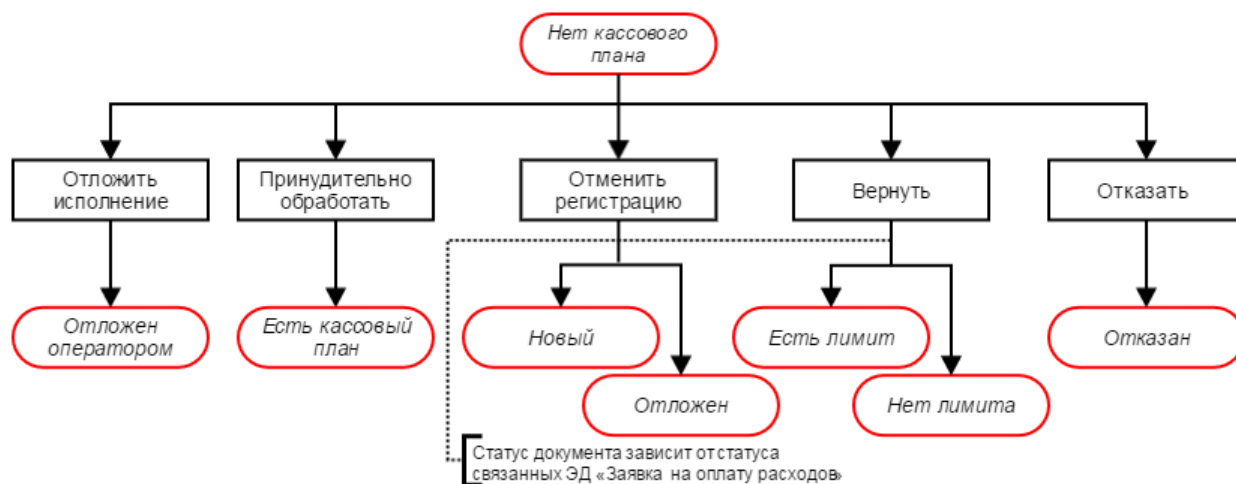 Нет кассового
плана
Отложить
исполнение
Принудительно
обработать
Отменить
регистрацию
Вернуть
Отказать
Отложен
оператором
Есть кассовый
план
Новый
Есть лимит
Отказан
Отложен
Нет лимита
Статус документа зависит от статуса
связанных ЭД «Заявка на оплату расходов»